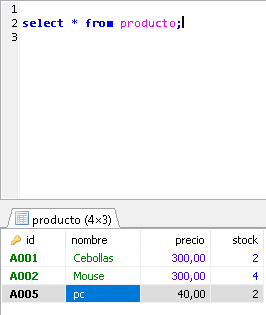 1
2 select * from producto;
3
producto (4×3)
id nombre precio stock
A001 Cebollas 300,00 2
A002 Mouse 300,00 4
A005 pc 40,00 2